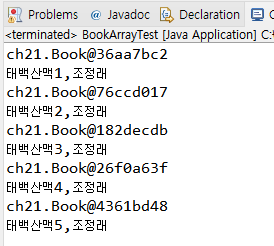 Problems @ Javadoc Declaration
<terminated> BookArrayTest [Java Application] C:
ch21.Book@36aa7bc2
태백산맥1,조정래
ch21.Book@76ccd017
태백산맥2,조정래
ch21.Book@182decdb
태백산맥3,조정래
ch21.Book@26f0a63f
태백산맥4,조정래
ch21.Book@4361bd48
태백산맥5,조정래